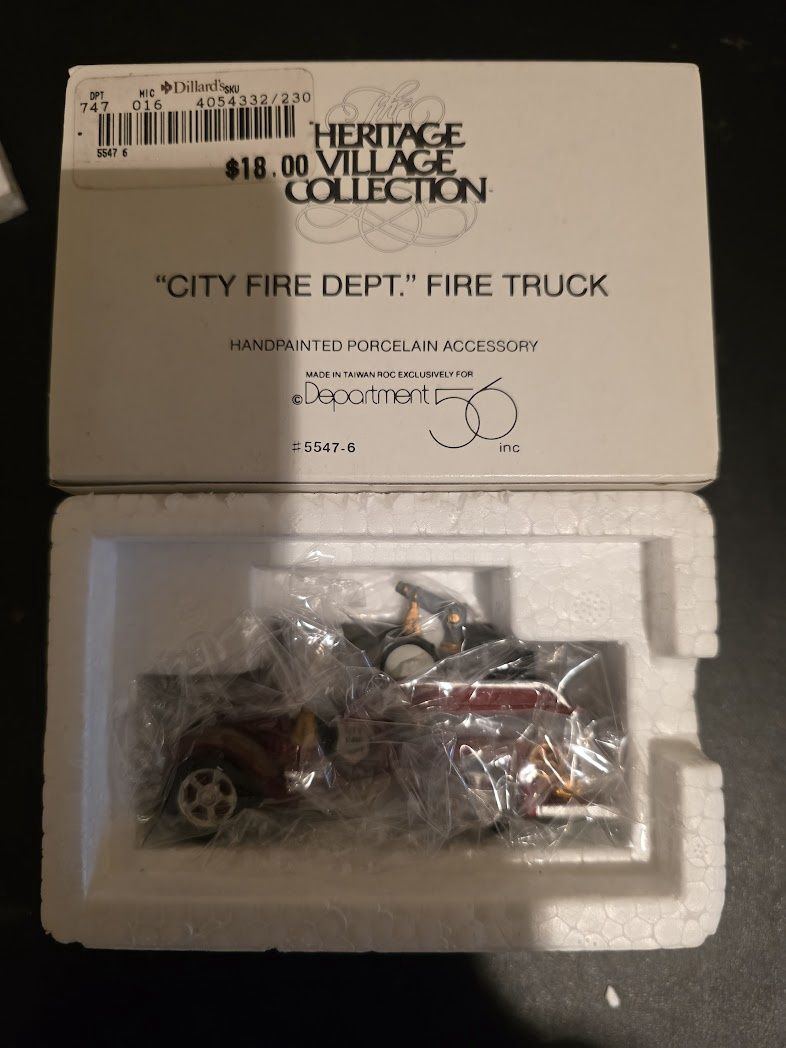 DPT MIC Dillard's SKU
747 016 4054332/230
5547 6
$18.00
The
HERITAGE
VILLAGE
COLLECTION
"CITY FIRE DEPT." FIRE TRUCK
HANDPAINTED PORCELAIN ACCESSORY
MADE IN TAIWAN ROC EXCLUSIVELY FOR
©Department 56
#5547-6 inc
CITY